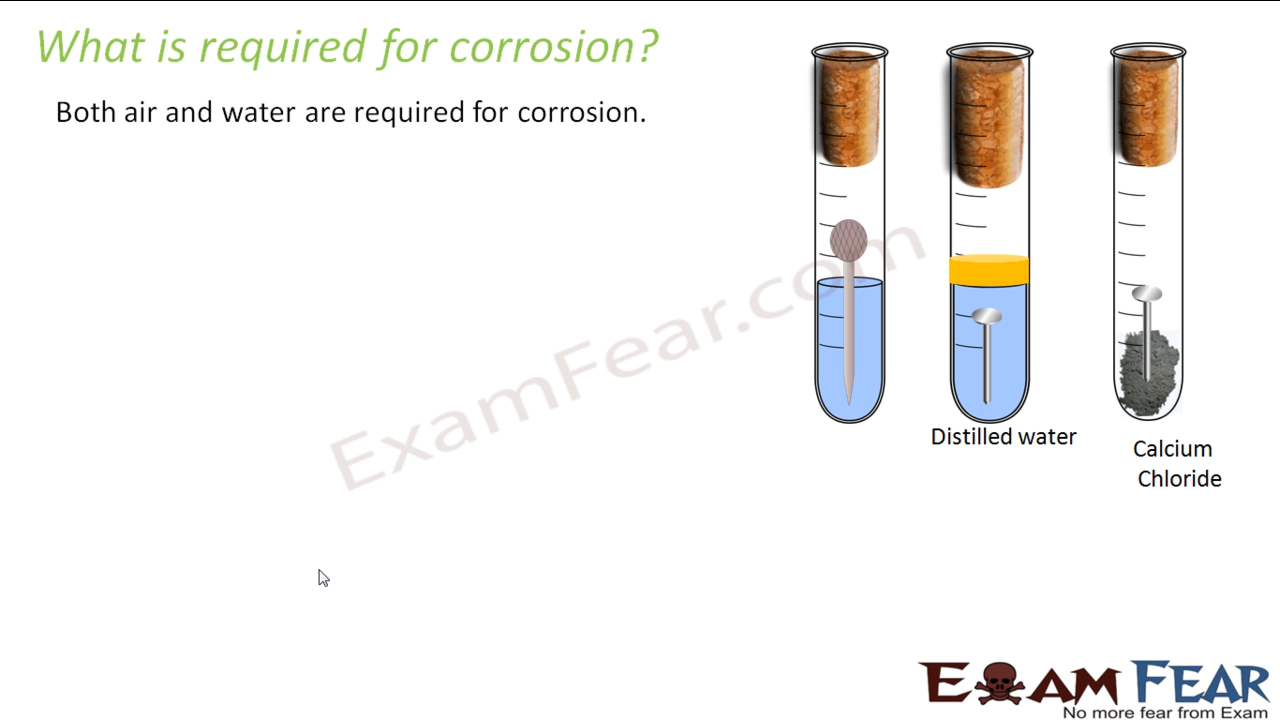 What is required for corrosion?
Both air and water are required for corrosion.
ExamFear.com
Distilled water
Calcium
Chloride
EXAM FEAR
No more fear from Exam